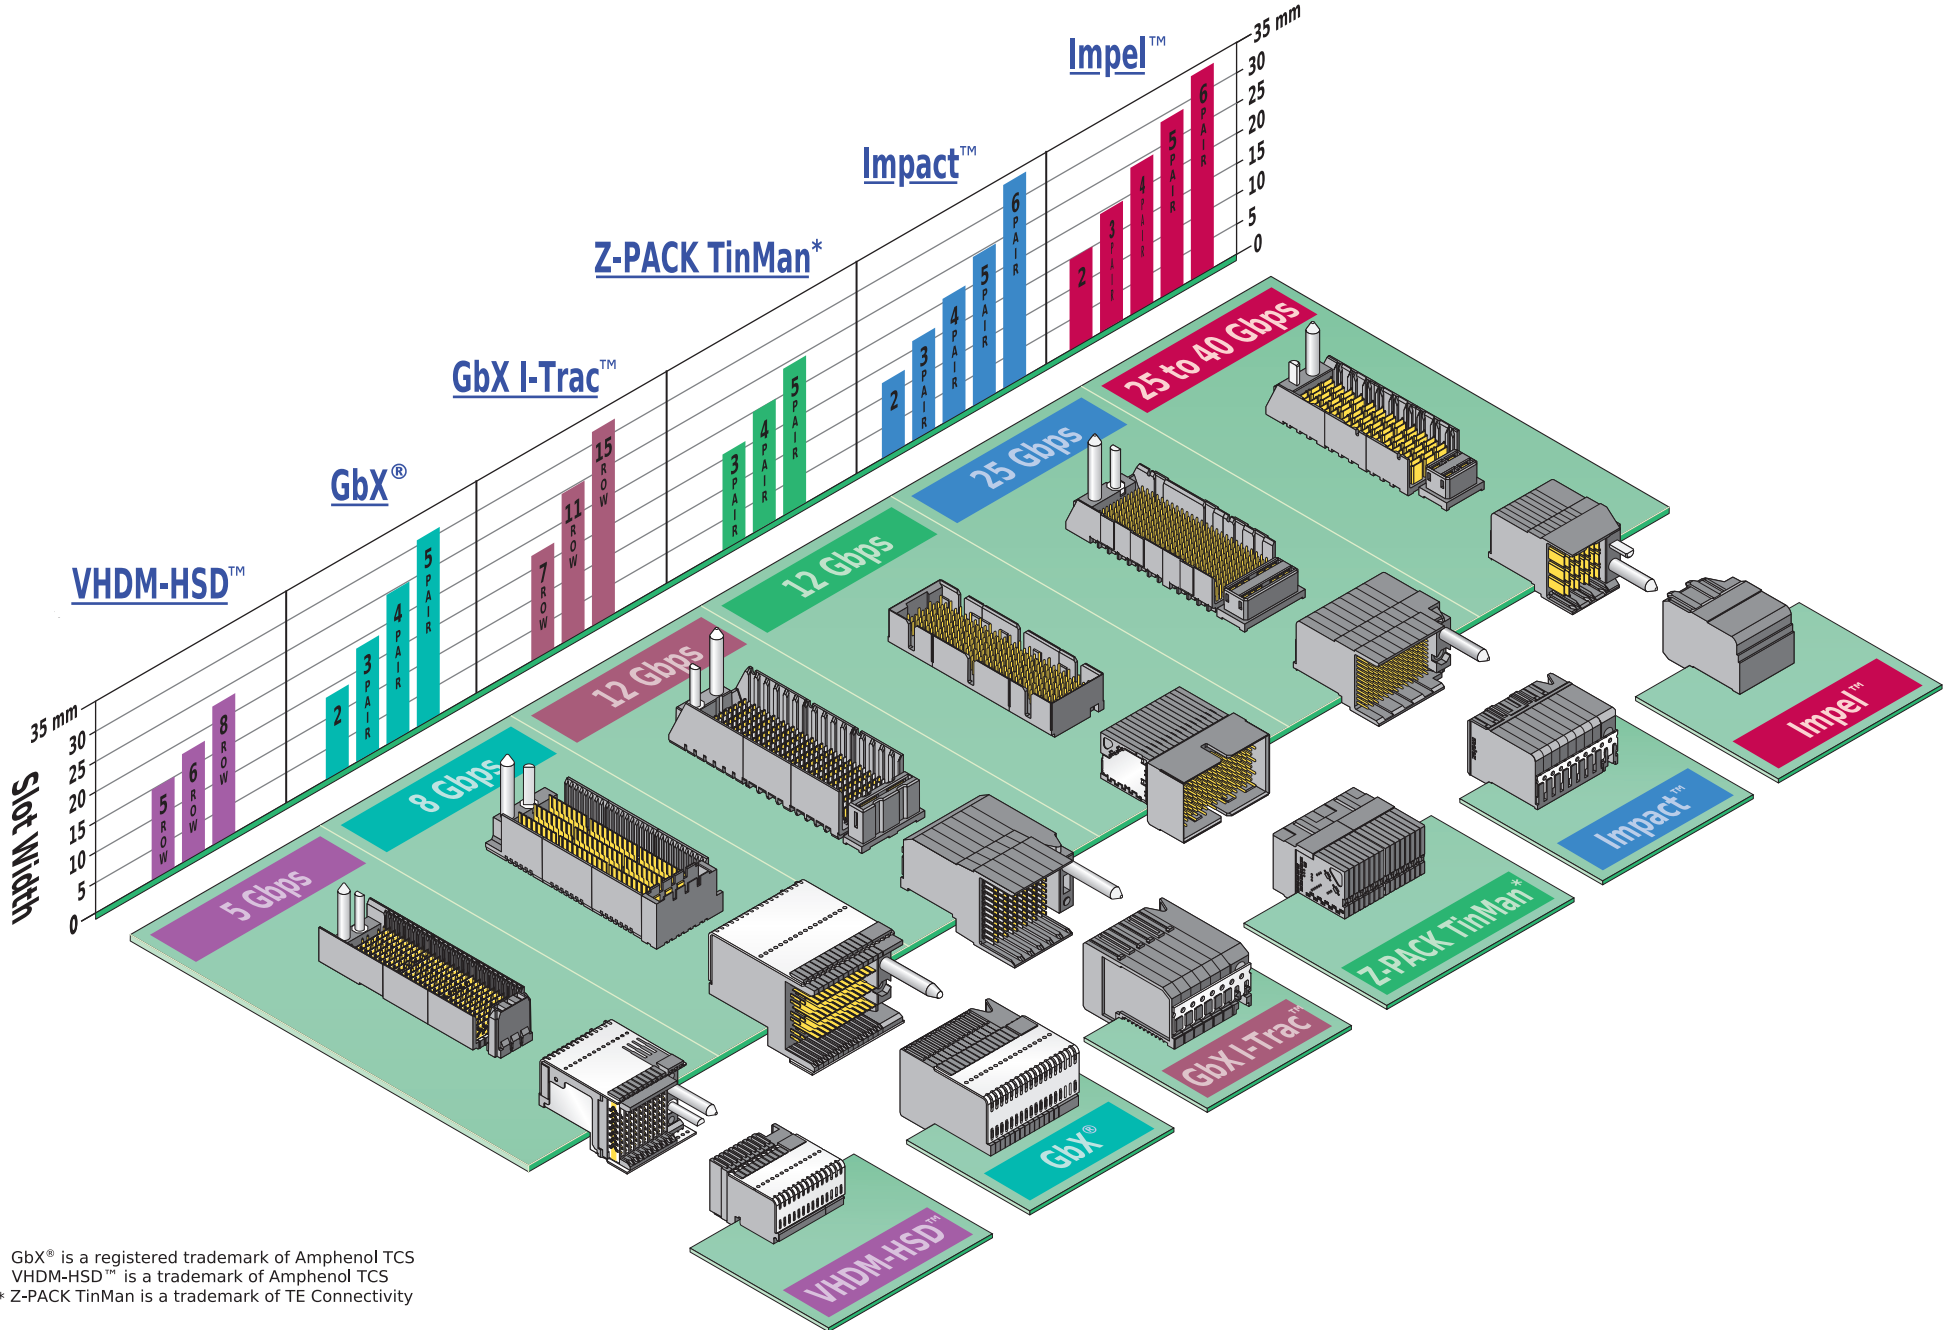 Impel™
Impact™
Z-PACK TinMan*
GbX I-Trac™
GbX®
VHDM-HSD™
35 mm
30
25
20
15
10
5
0
Slot Width
35 mm
30
25
20
15
10
5
0
5 ROW
6 ROW
8 ROW
2
3 PAIR
4 PAIR
5 PAIR
7 ROW
11 ROW
15 ROW
3 PAIR
4 PAIR
5 PAIR
2
3 PAIR
4 PAIR
5 PAIR
6 PAIR
2
3 PAIR
4 PAIR
5 PAIR
6 PAIR
5 Gbps
8 Gbps
12 Gbps
12 Gbps
25 Gbps
25 to 40 Gbps
Impel™
Impact™
Z-PACK TinMan*
GbX I-Trac™
GbX®
VHDM-HSD™
GbX® is a registered trademark of Amphenol TCS
VHDM-HSD™ is a trademark of Amphenol TCS
* Z-PACK TinMan is a trademark of TE Connectivity